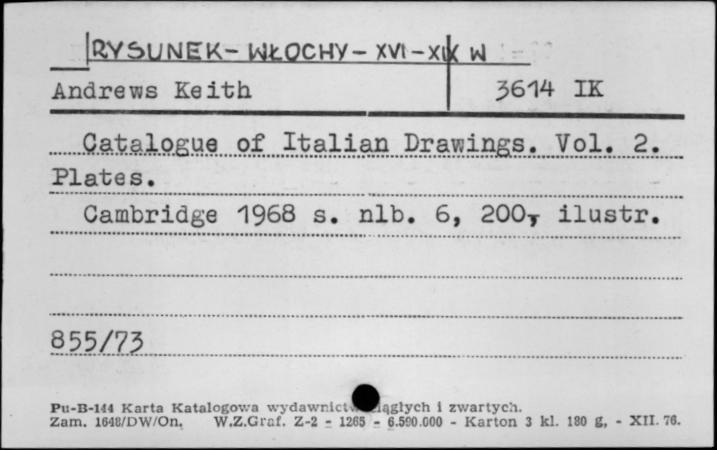 RYSUNEK-WŁOCHY-XVI-XIX W
Andrews Keith 3614 IK
Catalogue of Italian Drawings. Vol. 2.
Plates.
Cambridge 1968 s. nlb. 6, 200, ilustr.
855/73
Pu-B-144 Karta Katalogowa wydawnictw ciągłych i zwartych.
Zam. 1648/DW/On. W.Z.Graf. Z-2 - 1265 - 6.590.000 - Karton 3 kl. 180 g, - XII. 76.